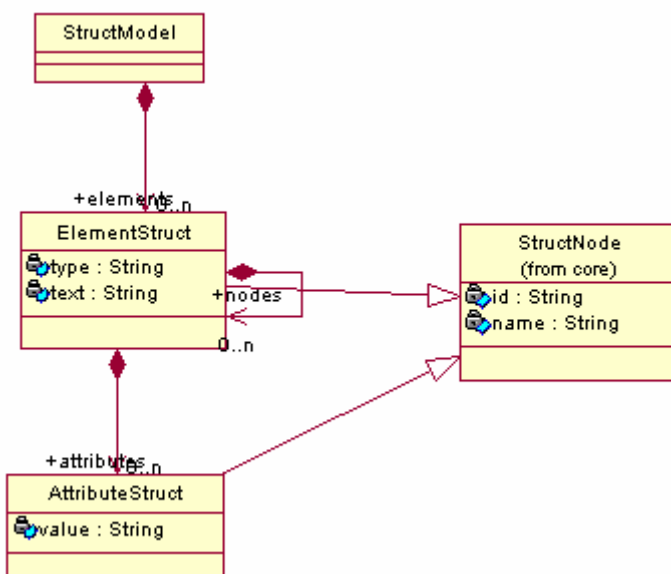 StructModel
+elements
0..n
ElementStruct
type : String
text : String
+nodes
0..n
StructNode
(from core)
id : String
name : String
+attributes
0..n
AttributeStruct
value : String